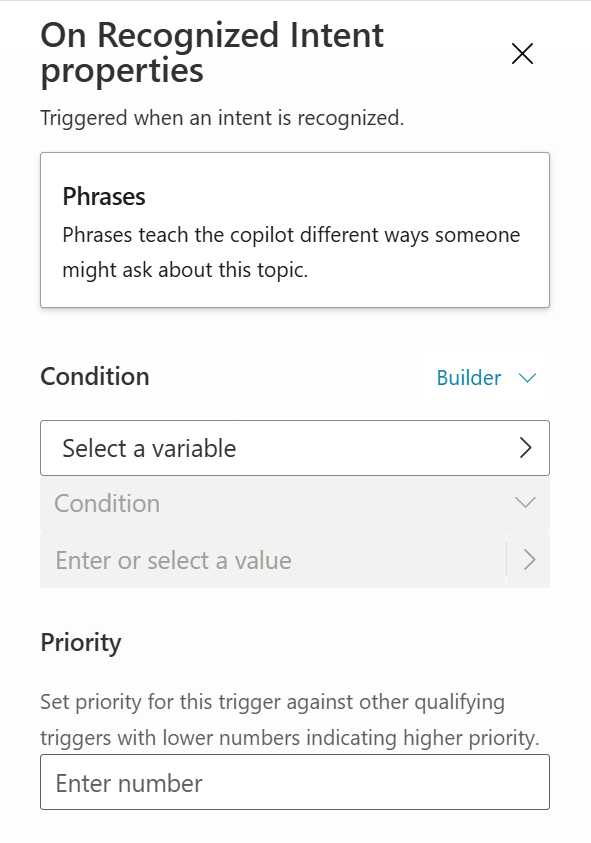 On Recognized Intent
properties
Triggered when an intent is recognized.
Phrases
Phrases teach the copilot different ways someone
might ask about this topic.
Condition
Builder
Select a variable
Condition
Enter or select a value
Priority
Set priority for this trigger against other qualifying
triggers with lower numbers indicating higher priority.
Enter number